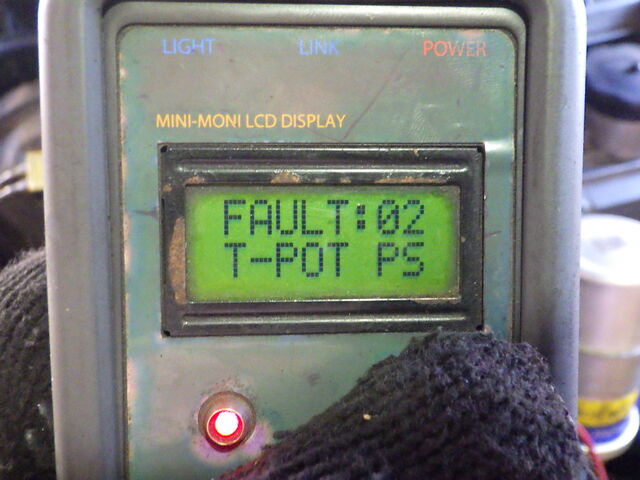 LIGHT LINK POWER
MINI-MONI LCD DISPLAY
FAULT:02
T-POT PS